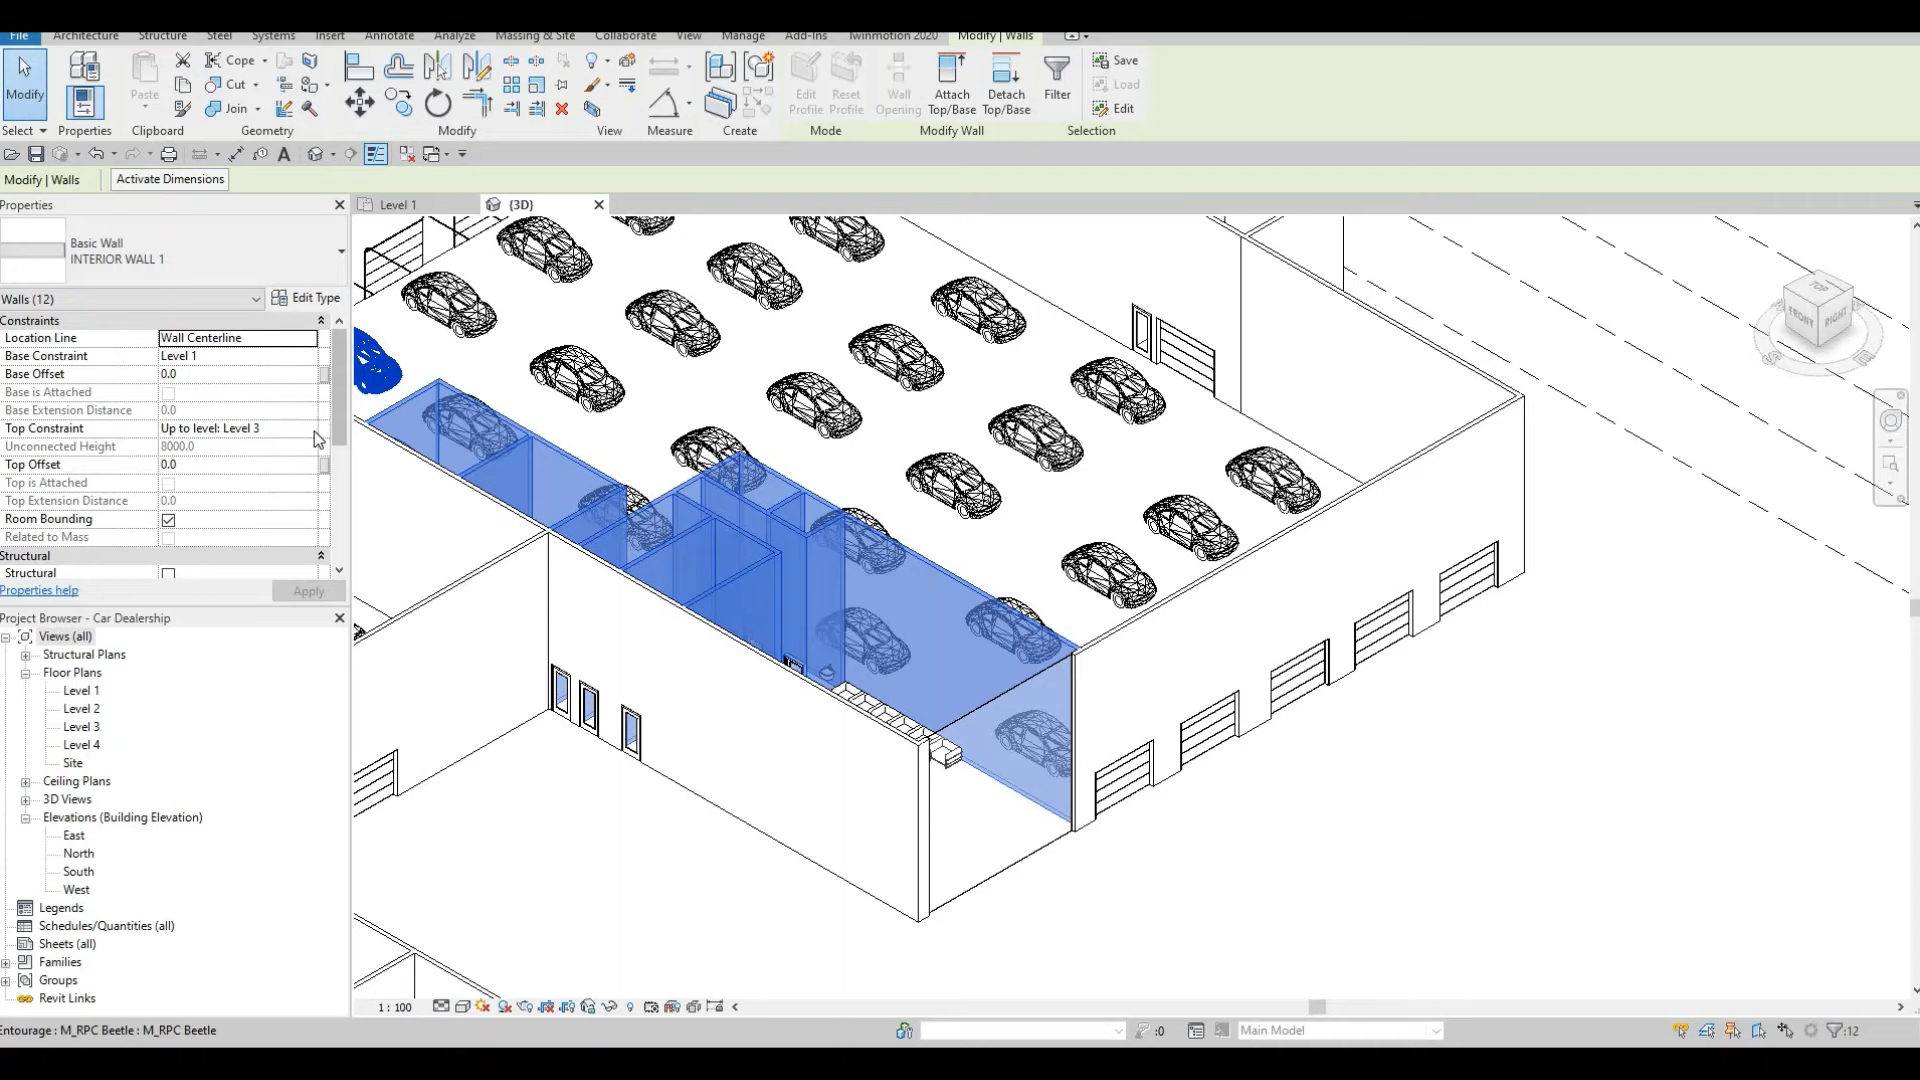 File Architecture Structure Steel Systems Insert Annotate Analyze Massing & Site Collaborate View Manage Add-Ins Twinmotion 2020 Modify | Walls
Modify Paste Cope Cut Join Edit Profile Reset Profile Wall Opening Attach Top/Base Detach Top/Base Filter Save Load Edit
Select Properties Clipboard Geometry Modify View Measure Create Mode Modify Wall Selection
Modify | Walls Activate Dimensions
Properties
Level 1 {3D}
Basic Wall
INTERIOR WALL 1
Walls (12) Edit Type
Constraints
Location Line Wall Centerline
Base Constraint Level 1
Base Offset 0.0
Base is Attached
Base Extension Distance 0.0
Top Constraint Up to level: Level 3
Unconnected Height 8000.0
Top Offset 0.0
Top is Attached
Top Extension Distance 0.0
Room Bounding
Related to Mass
Structural
Structural
Properties help Apply
Project Browser - Car Dealership
Views (all)
Structural Plans
Floor Plans
Level 1
Level 2
Level 3
Level 4
Site
Ceiling Plans
3D Views
Elevations (Building Elevation)
East
North
South
West
Legends
Schedules/Quantities (all)
Sheets (all)
Families
Groups
Revit Links
TOP
FRONT
RIGHT
S
E
1 : 100
Entourage : M_RPC Beetle : M_RPC Beetle :0 Main Model :12